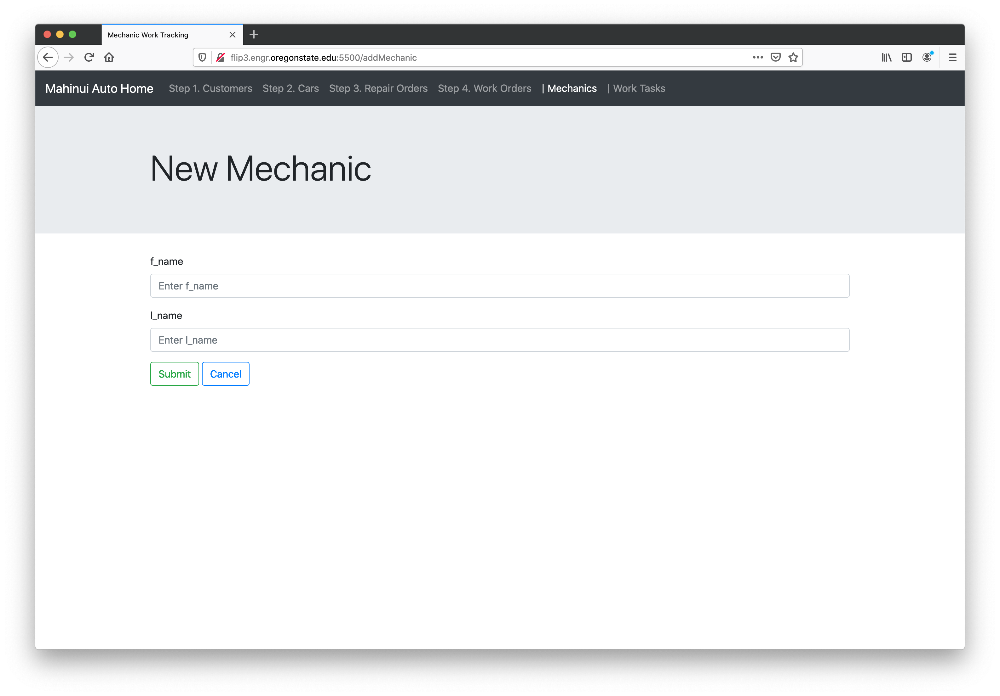 Mechanic Work Tracking
flip3.engr.oregonstate.edu:5500/addMechanic
Mahinui Auto Home Step 1. Customers Step 2. Cars Step 3. Repair Orders Step 4. Work Orders | Mechanics | Work Tasks
New Mechanic
f_name
Enter f_name
l_name
Enter l_name
Submit Cancel